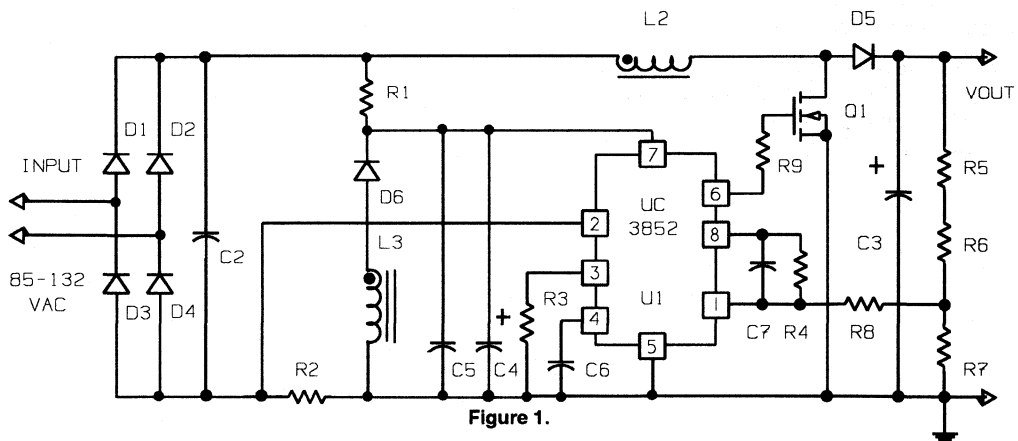 L2
D5
R1
VOUT
D1
D2
Q1
7
INPUT
D6
R9
+
R5
6
UC
3852
2
8
L3
C2
C3
R6
85-132
VAC
3
R3
U1
1
D3
D4
+
4
5
C7
R4
R8
C5
C4
C6
R2
R7
Figure 1.